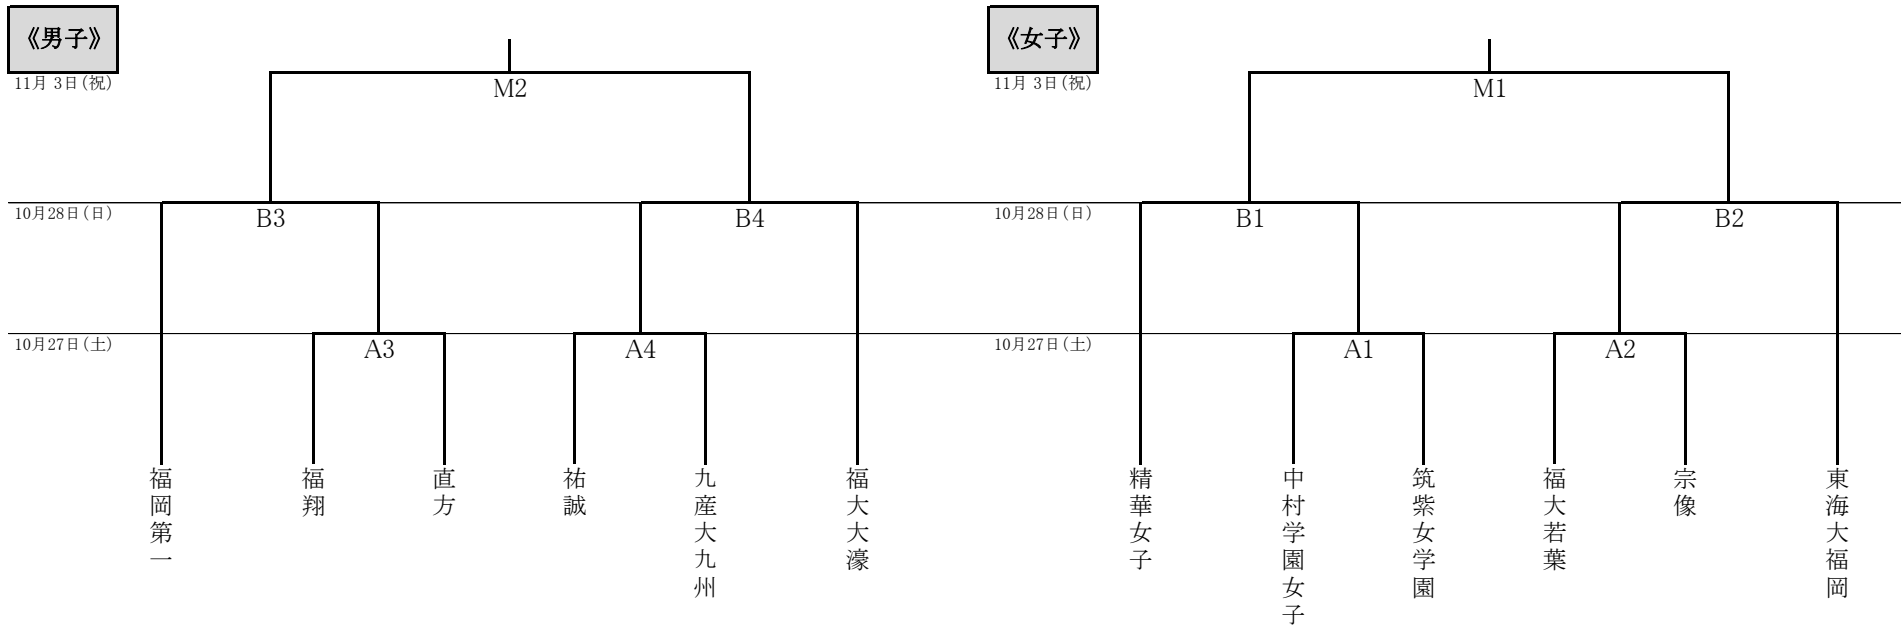 《男子》
11月 3日(祝)
M2
10月28日(日)
B3
B4
10月27日(土)
A3
A4
福岡第一
福翔
直方
祐誠
九産大九州
福大大濠
《女子》
11月 3日(祝)
M1
10月28日(日)
B1
B2
10月27日(土)
A1
A2
精華女子
中村学園女子
筑紫女学園
福大若葉
宗像
東海大福岡